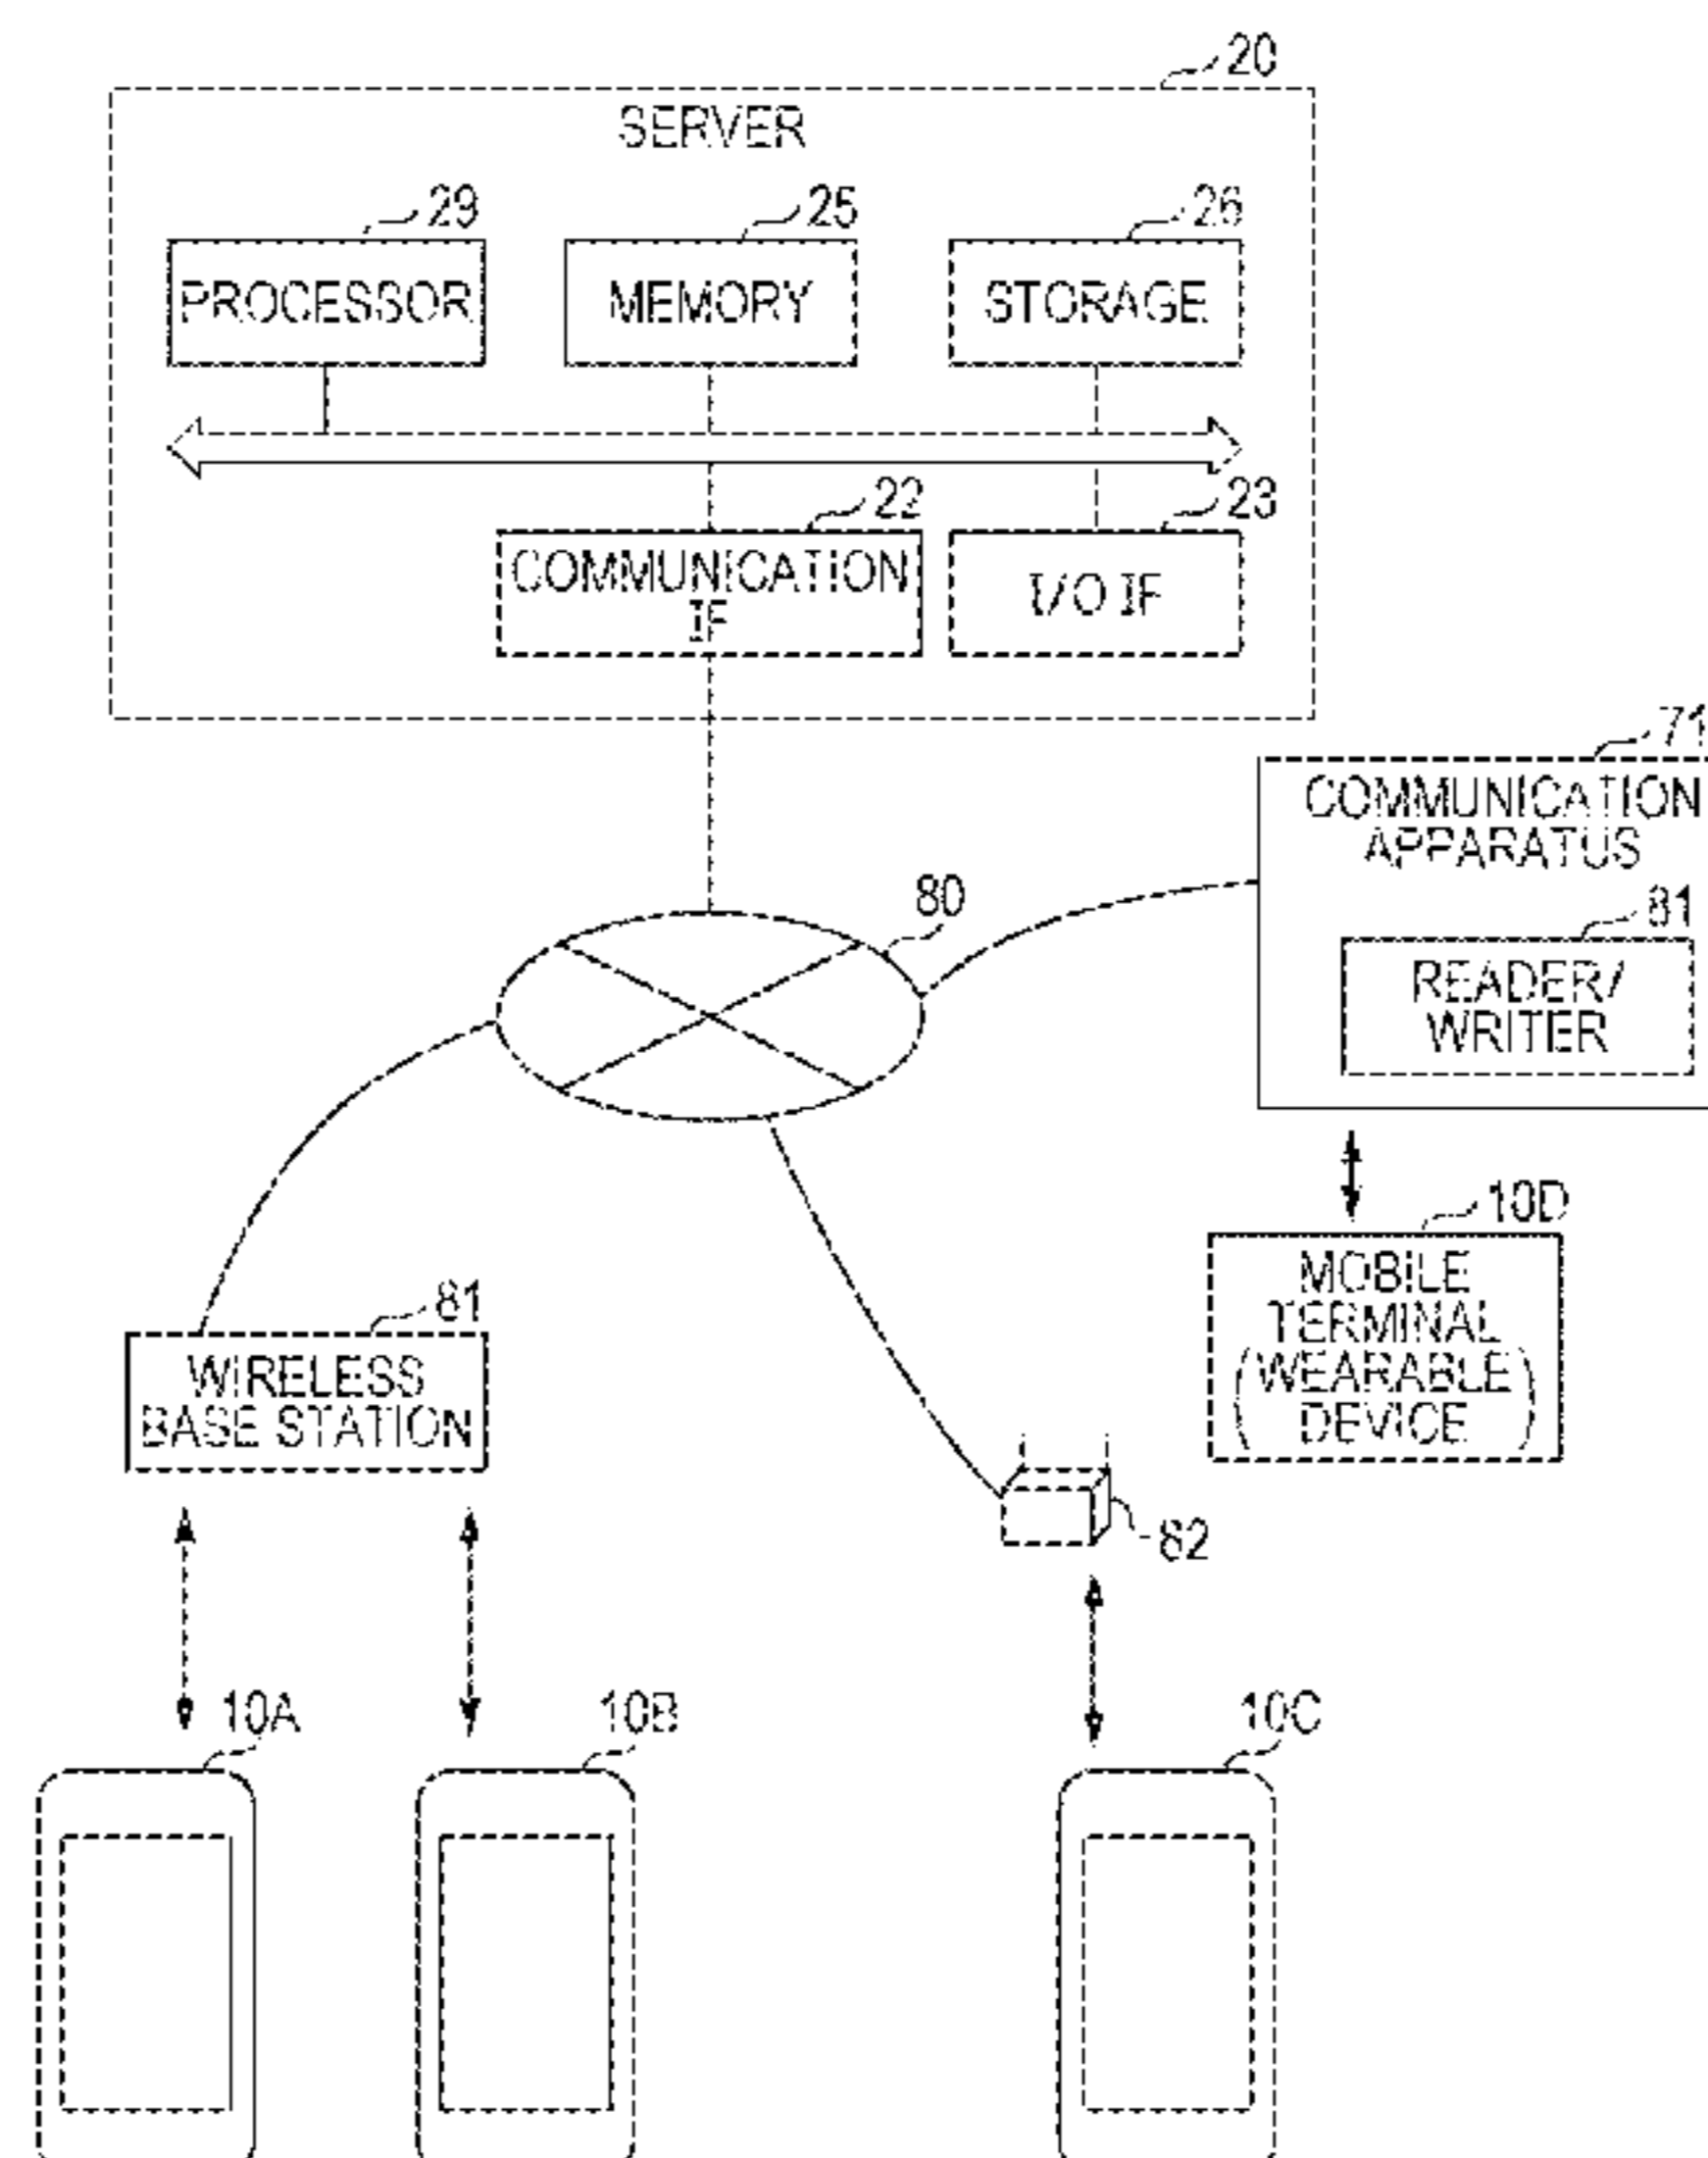 20
SERVER
29
25
26
PROCESSOR
MEMORY
STORAGE
22
23
COMMUNICATION
IF
I/O IF
71
COMMUNICATION
APPARATUS
80
81
READER/
WRITER
10D
MOBILE
TERMINAL
(WEARABLE
DEVICE)
81
WIRELESS
BASE STATION
82
10A
10B
10C